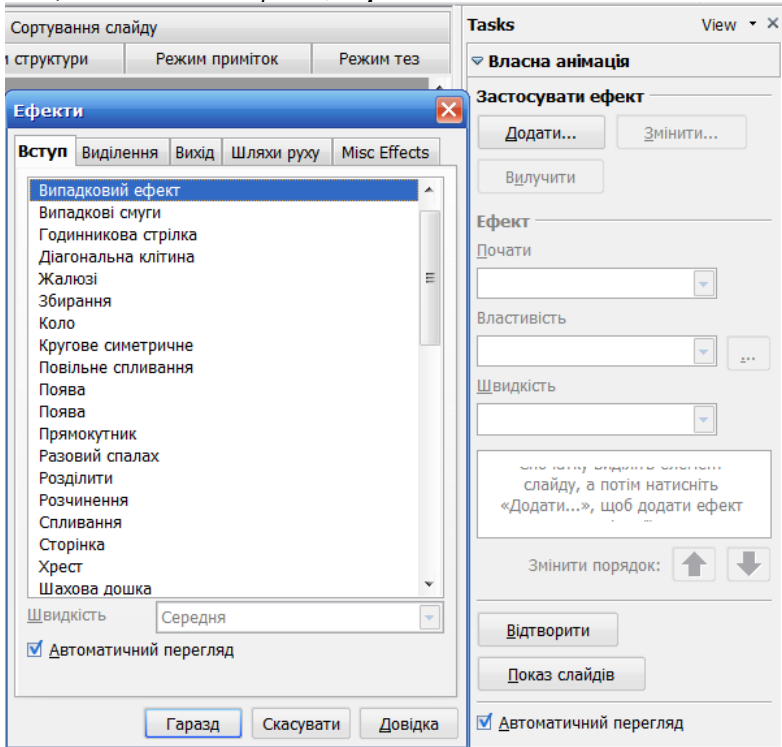 Сортування слайду
и структури Режим приміток Режим тез
Ефекти
Вступ Виділення Вихід Шляхи руху Misc Effects
Випадковий ефект
Випадкові смуги
Годинникова стрілка
Діагональна клітина
Жалюзі
Збирання
Коло
Кругове симетричне
Повільне спливання
Поява
Поява
Прямокутник
Разовий спалах
Розділити
Розчинення
Спливання
Сторінка
Хрест
Шахова дошка
Швидкість Середня
Автоматичний перегляд
Гаразд Скасувати Довідка
Tasks View
Власна анімація
Застосувати ефект
Додати... Змінити...
Вилучити
Ефект
Почати
Властивість
...
Швидкість
слайду, а потім натисніть
«Додати...», щоб додати ефект
Змінити порядок:
Відтворити
Показ слайдів
Автоматичний перегляд